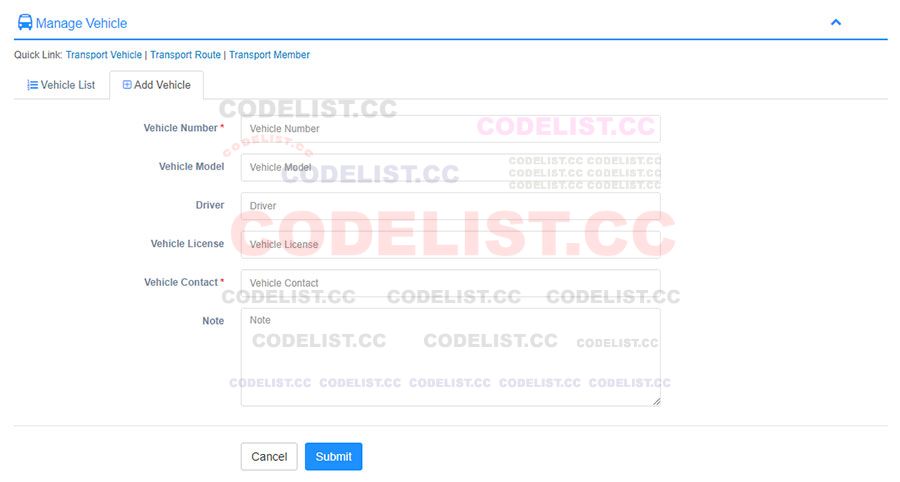 Manage Vehicle
Quick Link: Transport Vehicle | Transport Route | Transport Member
Vehicle List Add Vehicle
CODELIST.CC
Vehicle Number * Vehicle Number CODELIST.CC
CODELIST.CC
Vehicle Model Vehicle Model CODELIST.CC CODELIST.CC
CODELIST.CC CODELIST.CC CODELIST.CC
CODELIST.CC CODELIST.CC
Driver Driver
CODELIST.CC
Vehicle License Vehicle License
Vehicle Contact * Vehicle Contact
CODELIST.CC CODELIST.CC CODELIST.CC
Note Note
CODELIST.CC CODELIST.CC CODELIST.CC
CODELIST.CC CODELIST.CC CODELIST.CC CODELIST.CC CODELIST.CC
Cancel Submit